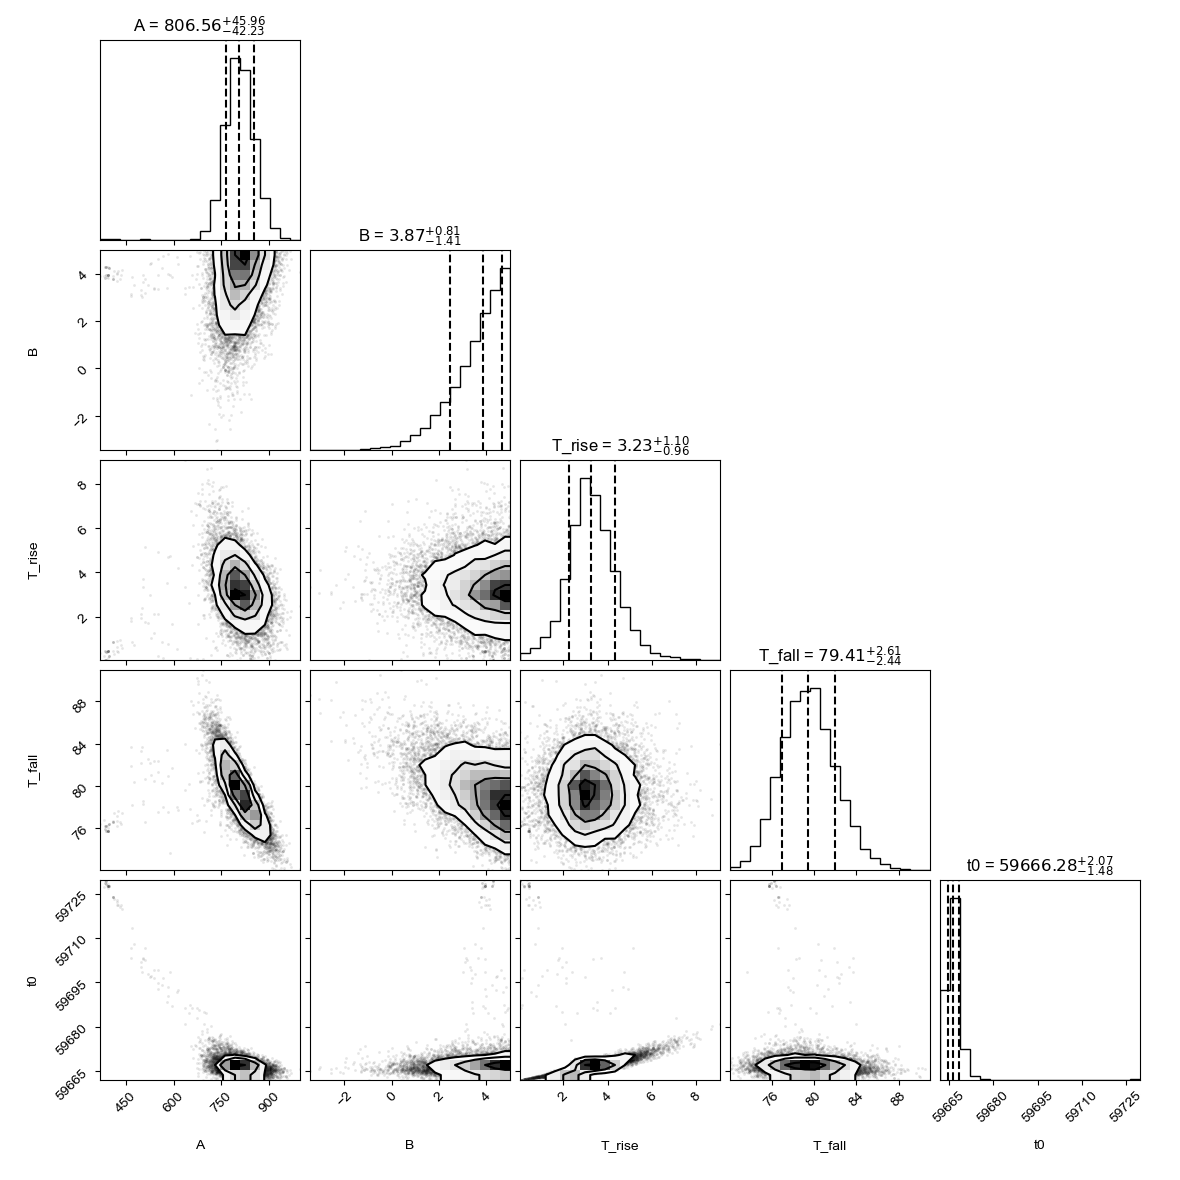 A = 806.56+45.96−42.23
B = 3.87+0.81−1.41
4
2
0
−2
B
T_rise = 3.23+1.10−0.96
8
6
4
2
T_rise
T_fall = 79.41+2.61−2.44
88
84
80
76
T_fall
t0 = 59666.28+2.07−1.48
59725
59710
59695
59680
59665
t0
450 600 750 900 −2 0 2 4 2 4 6 8 76 80 84 88 59665 59680 59695 59710 59725
A B T_rise T_fall t0